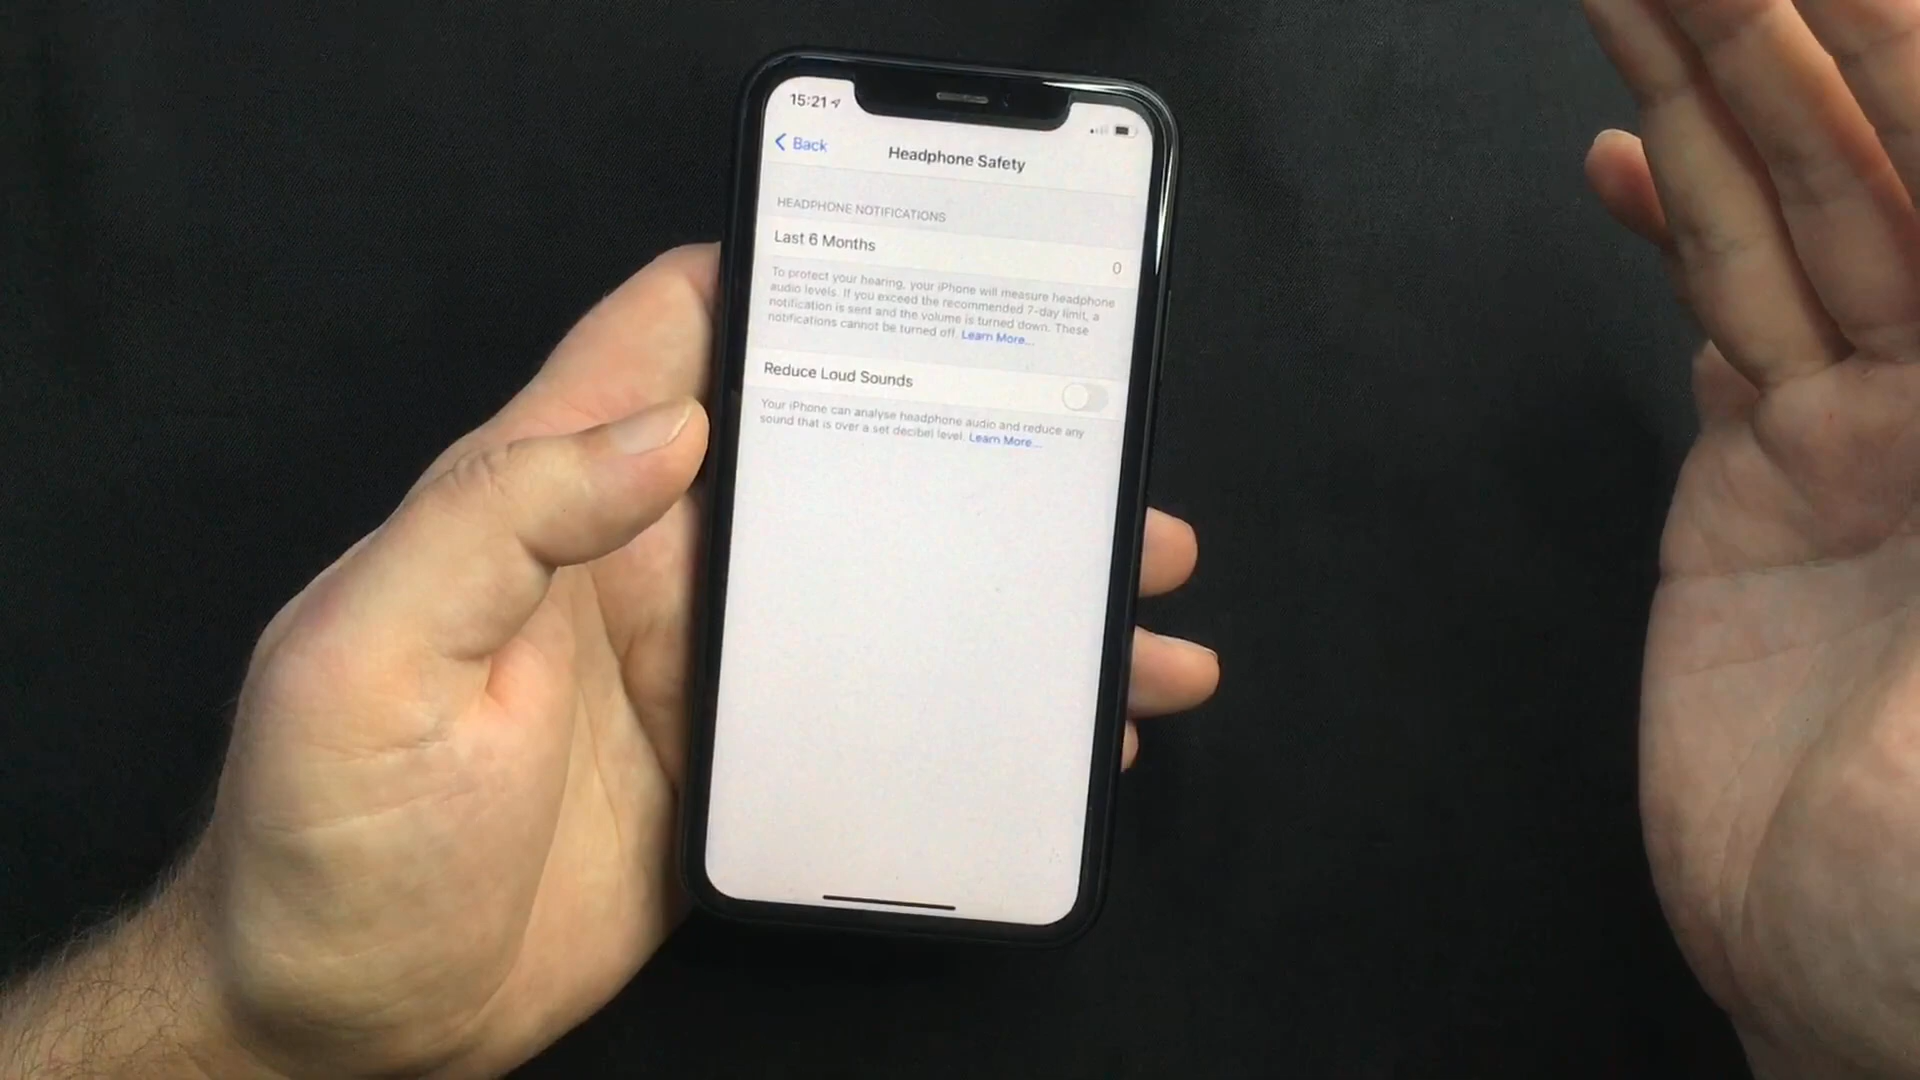 15:21
Back
Headphone Safety
HEADPHONE NOTIFICATIONS
Last 6 Months
0
To protect your hearing, your iPhone will measure headphone
audio levels. If you exceed the recommended 7-day limit, a
notification is sent and the volume is turned down. These
notifications cannot be turned off. Learn More...
Reduce Loud Sounds
Your iPhone can analyse headphone audio and reduce any
sound that is over a set decibel level. Learn More...